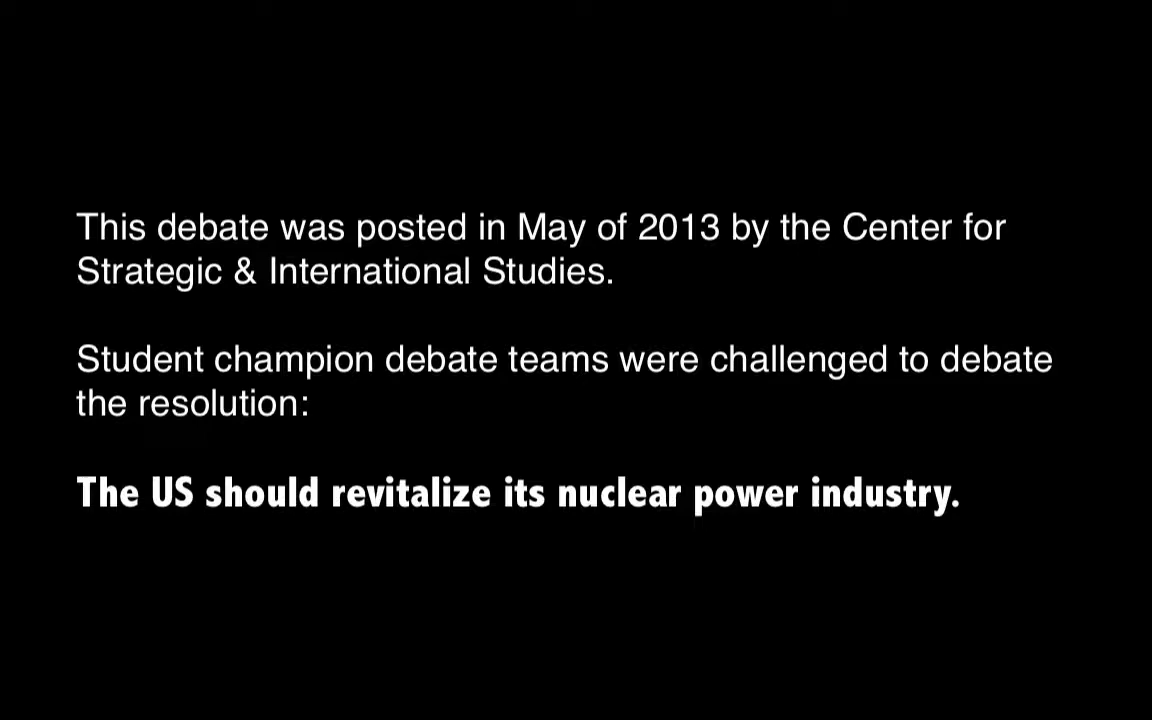 This debate was posted in May of 2013 by the Center for
Strategic & International Studies.
Student champion debate teams were challenged to debate
the resolution:
The US should revitalize its nuclear power industry.